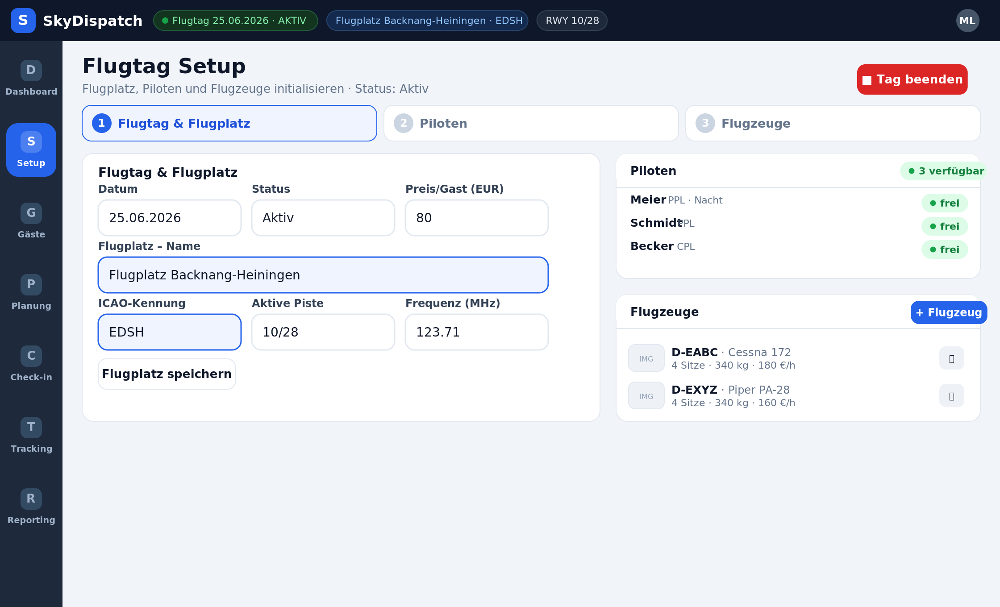 S SkyDispatch ● Flugtag 25.06.2026 · AKTIV Flugplatz Backnang-Heiningen · EDSH RWY 10/28 ML
D
Dashboard
S
Setup
G
Gäste
P
Planung
C
Check-in
T
Tracking
R
Reporting
Flugtag Setup
Flugplatz, Piloten und Flugzeuge initialisieren · Status: Aktiv
■ Tag beenden
1 Flugtag & Flugplatz
2 Piloten
3 Flugzeuge
Flugtag & Flugplatz
Datum Status Preis/Gast (EUR)
25.06.2026 Aktiv 80
Flugplatz – Name
Flugplatz Backnang-Heiningen
ICAO-Kennung Aktive Piste Frequenz (MHz)
EDSH 10/28 123.71
Flugplatz speichern
Piloten ● 3 verfügbar
Meier PPL · Nacht ● frei
Schmidt PPL ● frei
Becker CPL ● frei
Flugzeuge + Flugzeug
IMG D-EABC · Cessna 172
4 Sitze · 340 kg · 180 €/h
IMG D-EXYZ · Piper PA-28
4 Sitze · 340 kg · 160 €/h